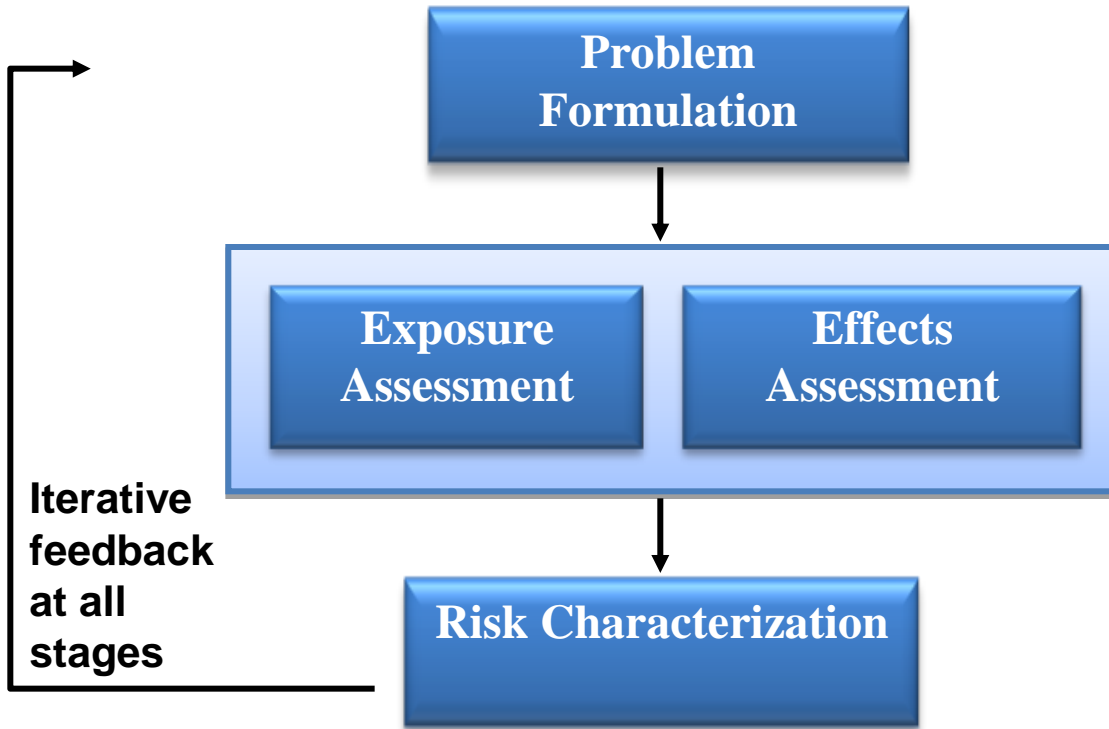 Problem
Formulation
Exposure
Assessment
Effects
Assessment
Iterative
feedback
at all
stages
Risk Characterization